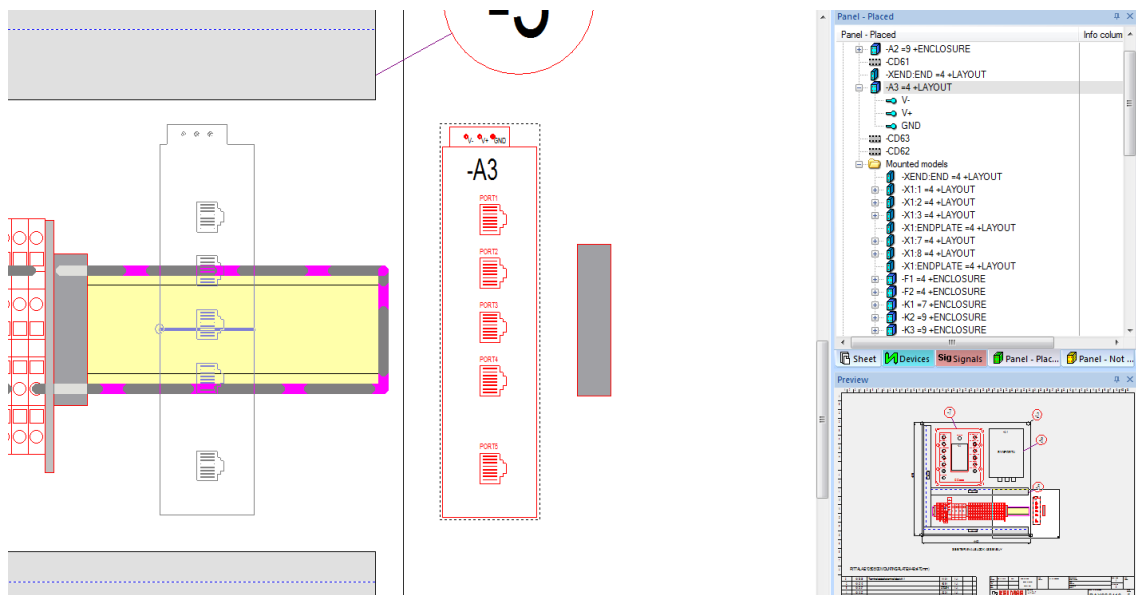 -5
-A3
V-
V+
GND
PORT1
PORT2
PORT3
PORT4
PORT5
Panel - Placed
Panel - Placed
Info colum
-A2 =9 +ENCLOSURE
-CD61
-XEND:END =4 +LAYOUT
-A3 =4 +LAYOUT
V-
V+
GND
-CD63
-CD62
Mounted models
-XEND:END =4 +LAYOUT
-X1:1 =4 +LAYOUT
-X1:2 =4 +LAYOUT
-X1:3 =4 +LAYOUT
-X1:ENDPLATE =4 +LAYOUT
-X1:7 =4 +LAYOUT
-X1:8 =4 +LAYOUT
-X1:ENDPLATE =4 +LAYOUT
-F1 =4 +ENCLOSURE
-F2 =4 +ENCLOSURE
-K1 =7 +ENCLOSURE
-K2 =9 +ENCLOSURE
-K3 =9 +ENCLOSURE
Sheet
Devices
Sig Signals
Panel - Plac...
Panel - Not ...
Preview